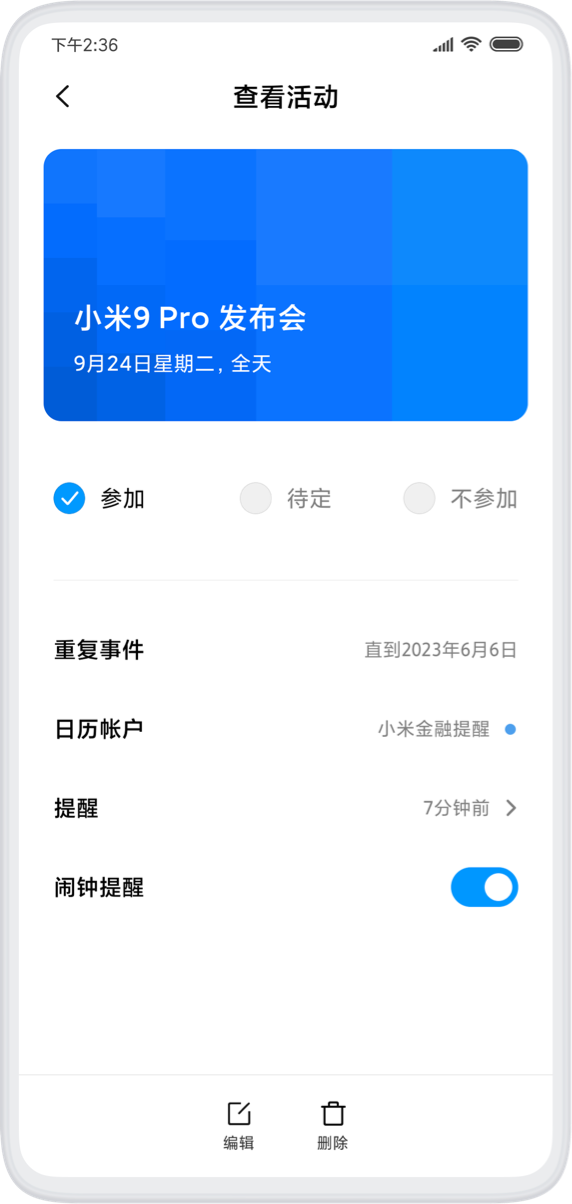 下午2:36
查看活动
小米9 Pro 发布会
9月24日星期二, 全天
参加 待定 不参加
重复事件 直到2023年6月6日
日历帐户 小米金融提醒
提醒 7分钟前
闹钟提醒
编辑 删除